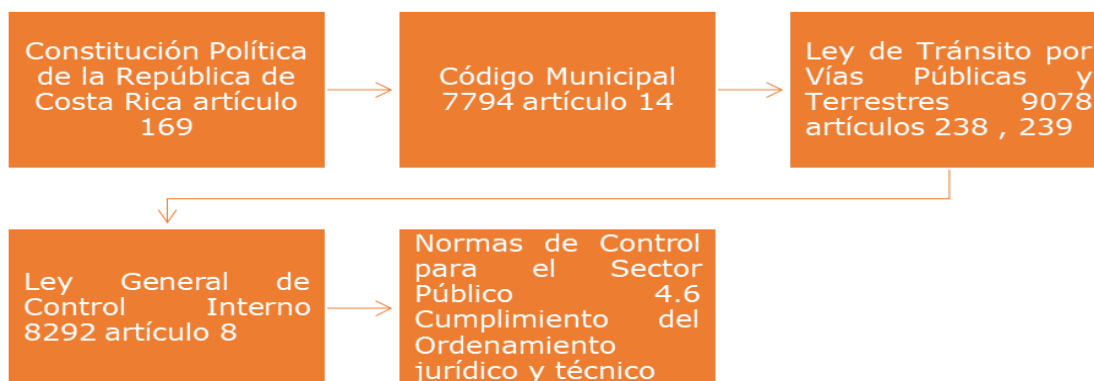 Constitución Política
de la República de
Costa Rica artículo
169
Código Municipal
7794 artículo 14
Ley de Tránsito por
Vías Públicas y
Terrestres 9078
artículos 238 , 239
Ley General de
Control Interno
8292 artículo 8
Normas de Control
para el Sector
Público 4.6
Cumplimiento del
Ordenamiento
jurídico y técnico